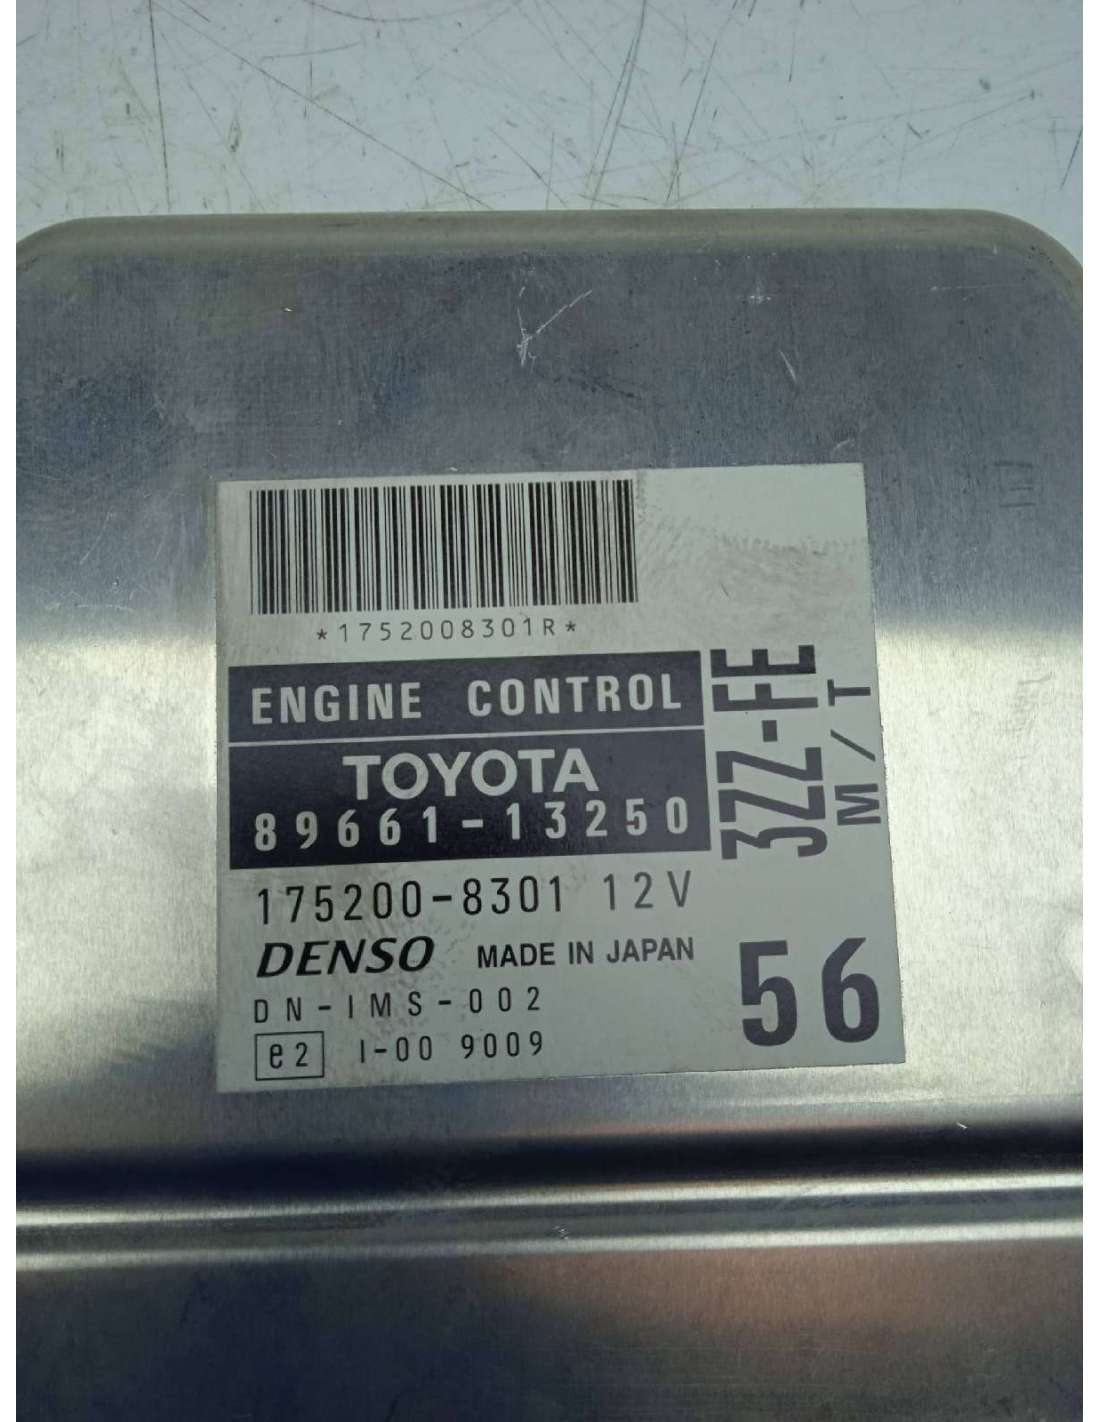 *1752008301R*
ENGINE CONTROL
TOYOTA
89661-13250
3ZZ-FE
M/T
175200-8301 12V
DENSO MADE IN JAPAN
DN-IMS-002
e2 I-00 9009
56